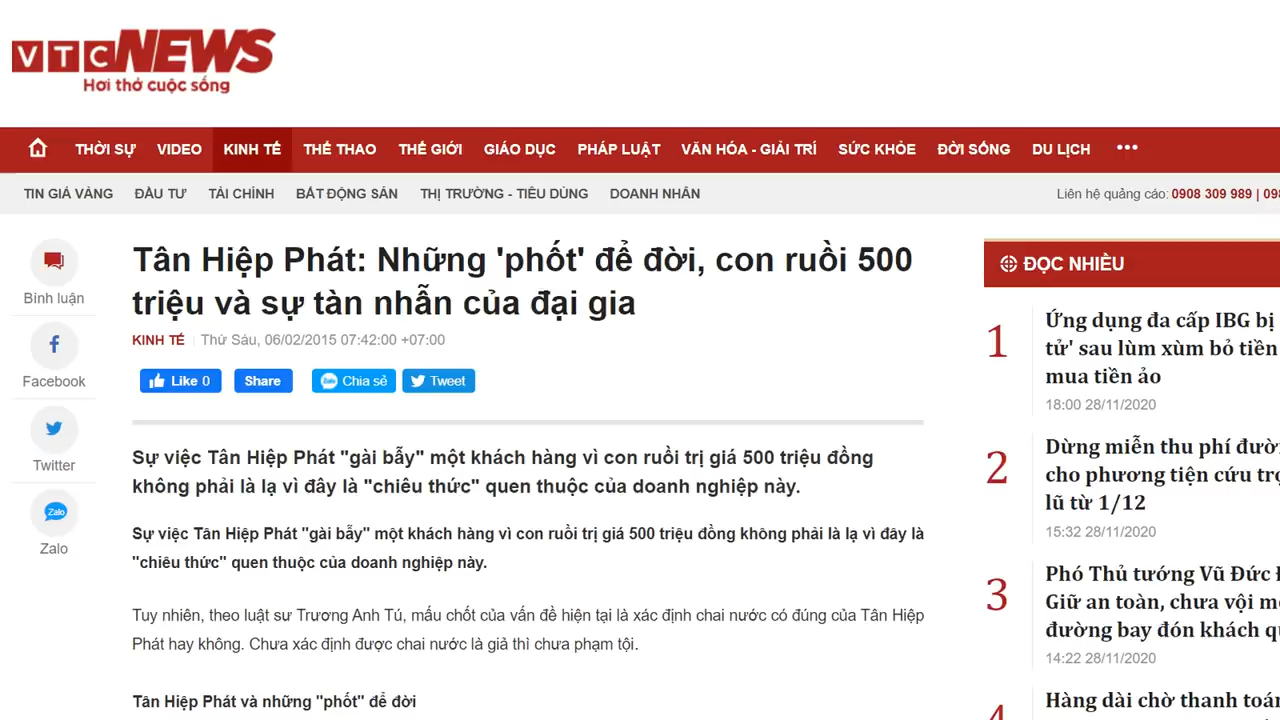 VTC NEWS
Hơi thở cuộc sống
THỜI SỰ VIDEO KINH TẾ THỂ THAO THẾ GIỚI GIÁO DỤC PHÁP LUẬT VĂN HÓA - GIẢI TRÍ SỨC KHỎE ĐỜI SỐNG DU LỊCH •••
TIN GIÁ VÀNG ĐẦU TƯ TÀI CHÍNH BẤT ĐỘNG SẢN THỊ TRƯỜNG - TIÊU DÙNG DOANH NHÂN
Liên hệ quảng cáo: 0908 309 989 | 098
Bình luận
Facebook
Twitter
Zalo
Zalo
Tân Hiệp Phát: Những 'phốt' để đời, con ruồi 500
triệu và sự tàn nhẫn của đại gia
KINH TẾ Thứ Sáu, 06/02/2015 07:42:00 +07:00
Like 0 Share Zalo Chia sẻ Tweet
Sự việc Tân Hiệp Phát "gài bẫy" một khách hàng vì con ruồi trị giá 500 triệu đồng
không phải là lạ vì đây là "chiêu thức" quen thuộc của doanh nghiệp này.
Sự việc Tân Hiệp Phát "gài bẫy" một khách hàng vì con ruồi trị giá 500 triệu đồng không phải là lạ vì đây là
"chiêu thức" quen thuộc của doanh nghiệp này.
Tuy nhiên, theo luật sư Trương Anh Tú, mấu chốt của vấn đề hiện tại là xác định chai nước có đúng của Tân Hiệp
Phát hay không. Chưa xác định được chai nước là giả thì chưa phạm tội.
Tân Hiệp Phát và những "phốt" để đời
ĐỌC NHIỀU
1
Ứng dụng đa cấp IBG bị
tử' sau lùm xùm bỏ tiền
mua tiền ảo
18:00 28/11/2020
2
Dừng miễn thu phí đườn
cho phương tiện cứu trợ
lũ từ 1/12
15:32 28/11/2020
3
Phó Thủ tướng Vũ Đức
Giữ an toàn, chưa vội mở
đường bay đón khách
14:22 28/11/2020
4
Hàng dài chờ thanh toán